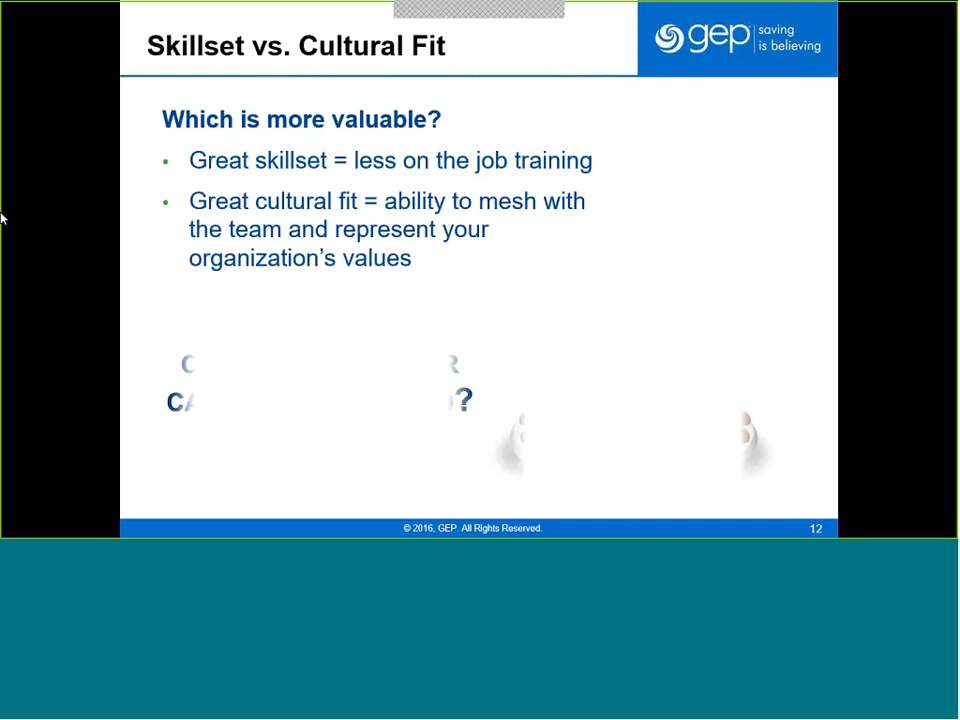 Skillset vs. Cultural Fit
gep
saving
is believing
Which is more valuable?
• Great skillset = less on the job training
• Great cultural fit = ability to mesh with
the team and represent your
organization's values
© 2016, GEP. All Rights Reserved.
12